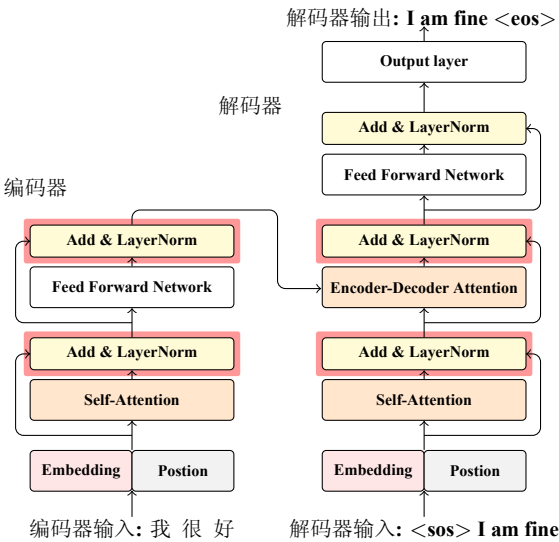 解码器输出: I am fine <eos>
Output layer
解码器
Add & LayerNorm
Feed Forward Network
编码器
Add & LayerNorm
Add & LayerNorm
Feed Forward Network
Encoder-Decoder Attention
Add & LayerNorm
Add & LayerNorm
Self-Attention
Self-Attention
Embedding Postion
Embedding Postion
编码器输入: 我 很 好
解码器输入: <sos> I am fine